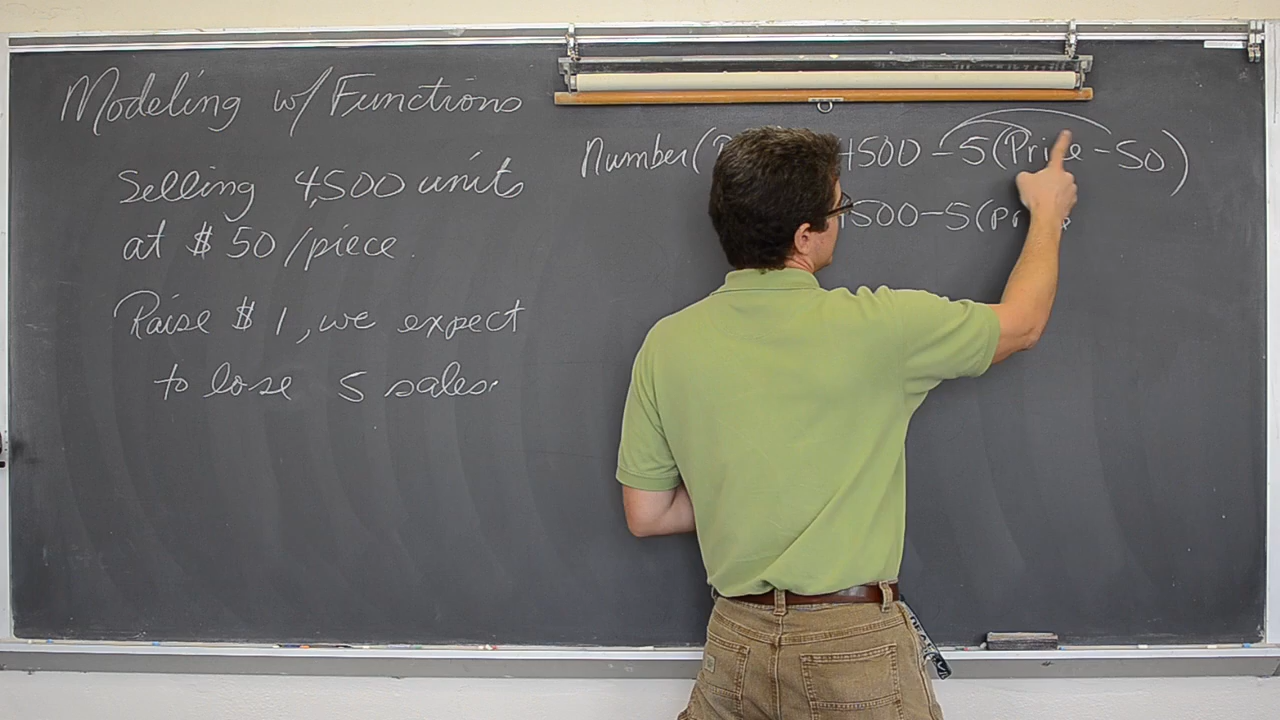 Modeling w/ Functions
Selling 4,500 units
at $50/piece.
Raise $1, we expect
to lose 5 sales.
Number( 4500 - 5(Price - 50)
4500 - 5(